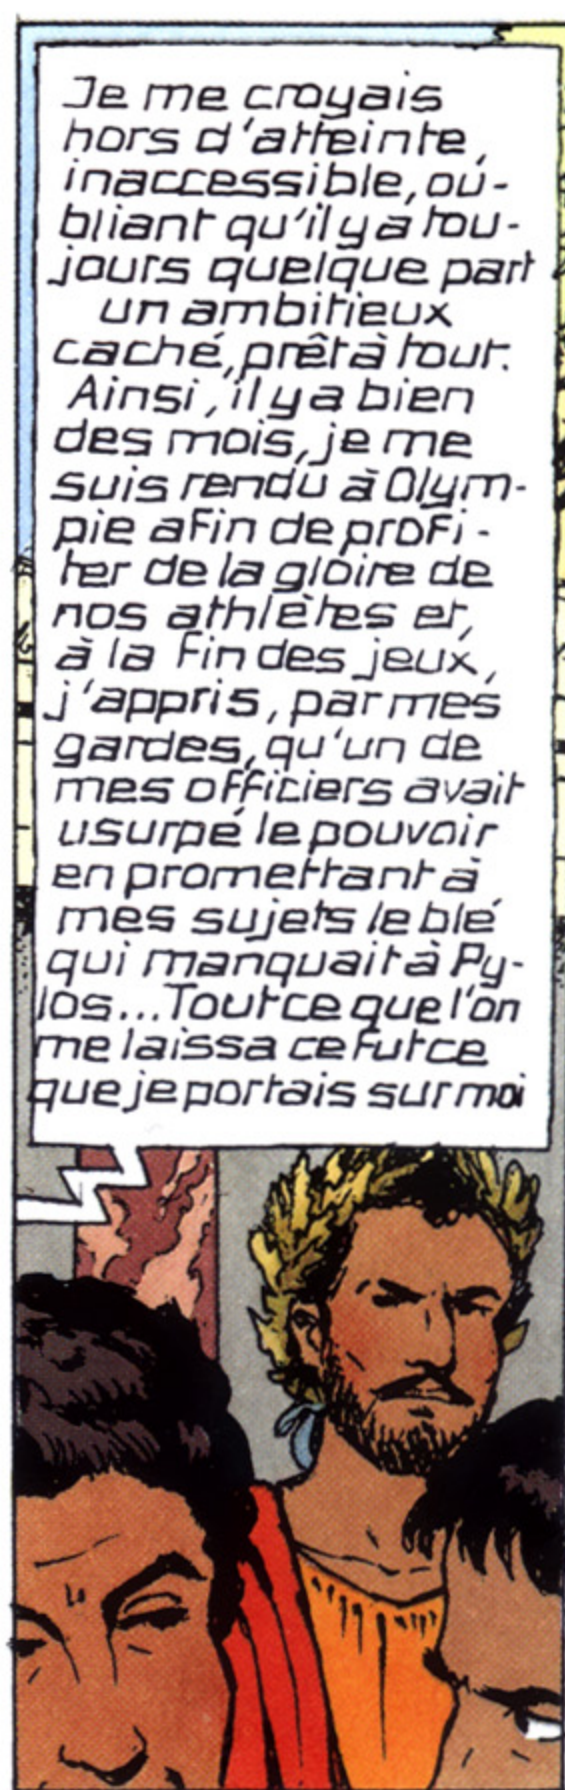 Je me croyais
hors d'atteinte,
inaccessible, ou-
bliant qu'il y a tou-
jours quelque part
un ambitieux
caché, prêt à tout.
Ainsi, il y a bien
des mois, je me
suis rendu à Olym-
pie afin de profi-
ter de la gloire de
nos athlètes et,
à la fin des jeux,
j'appris, par mes
gardes, qu'un de
mes officiers avait
usurpé le pouvoir
en promettant à
mes sujets le blé
qui manquait à Py-
los... Tout ce que l'on
me laissa ce fut ce
que je portais sur moi